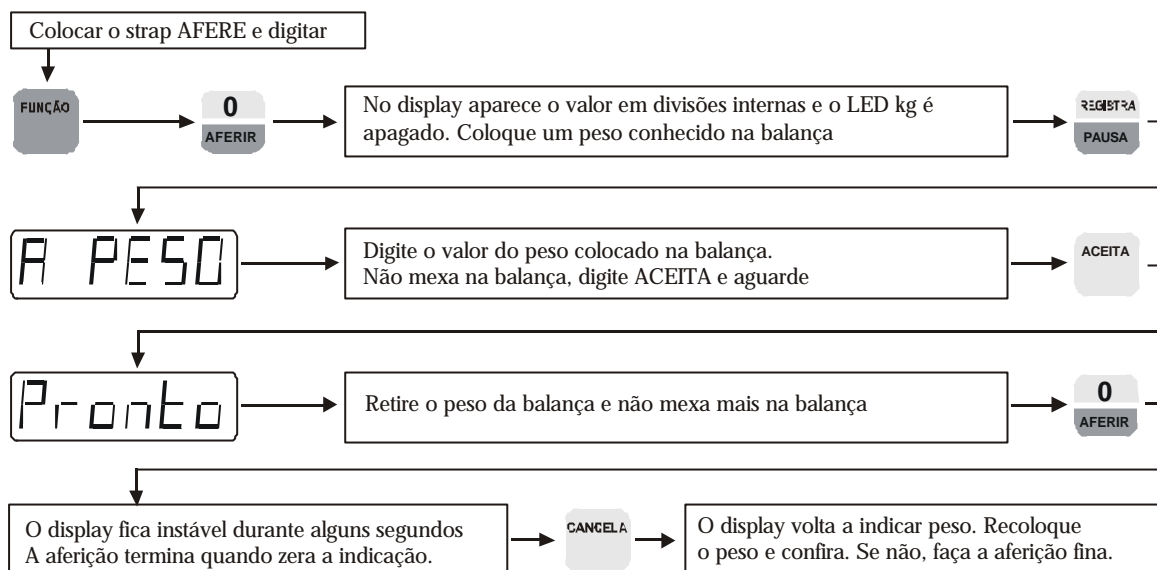 Colocar o strap AFERE e digitar
FUNÇÃO
0
AFERIR
No display aparece o valor em divisões internas e o LED kg é
apagado. Coloque um peso conhecido na balança
REGISTRA
PAUSA
A PESO
Digite o valor do peso colocado na balança.
Não mexa na balança, digite ACEITA e aguarde
ACEITA
Pronto
Retire o peso da balança e não mexa mais na balança
0
AFERIR
O display fica instável durante alguns segundos
A aferição termina quando zera a indicação.
CANCELA
O display volta a indicar peso. Recoloque
o peso e confira. Se não, faça a aferição fina.